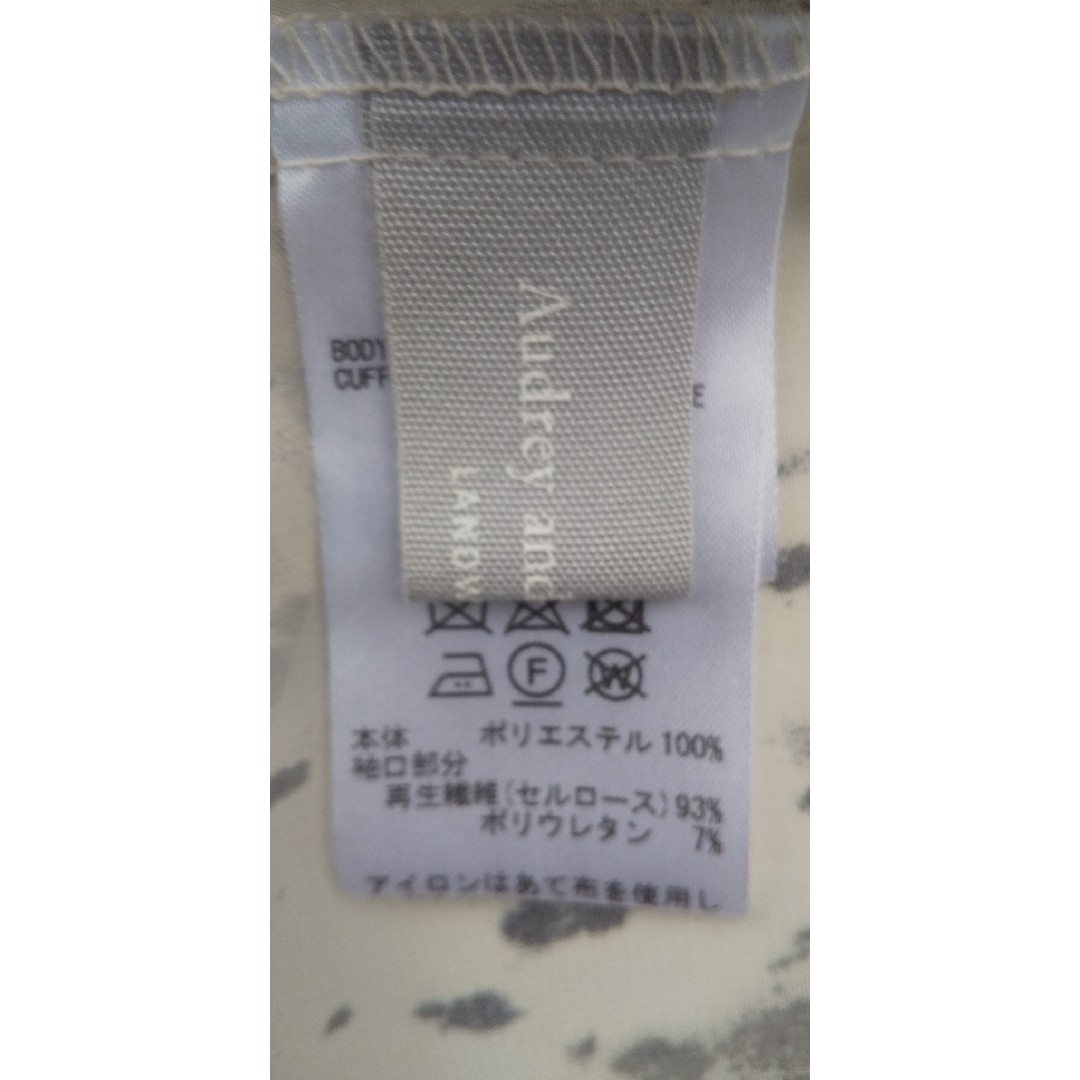 Audrey and
BODY
CUFF
E
F
W
本体 ポリエステル 100%
袖口部分
再生繊維(セルロース) 93%
ポリウレタン 7%
アイロンはあて布を使用し